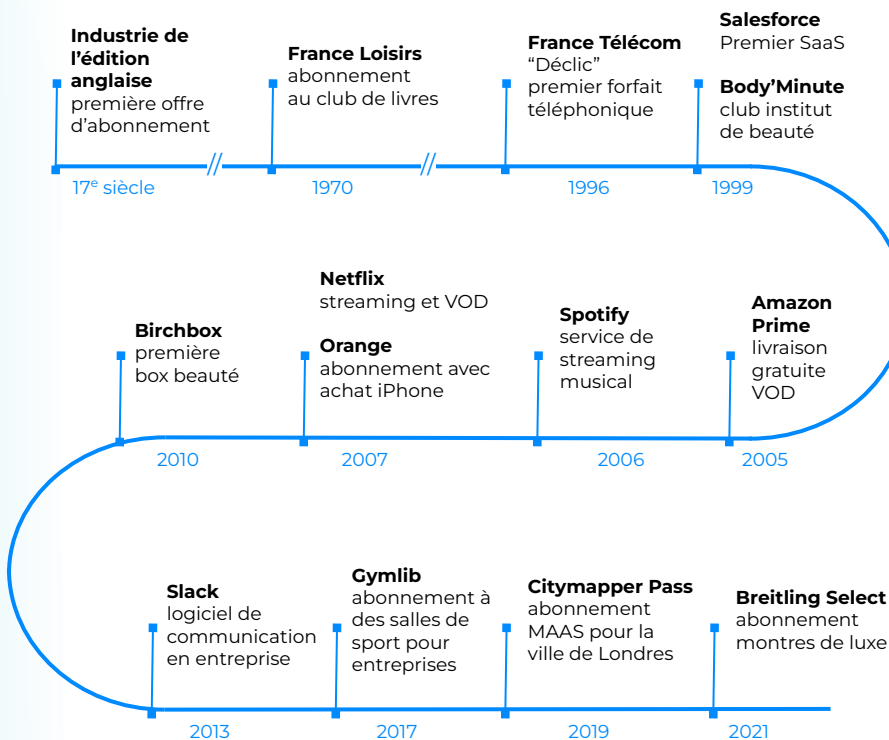 Industrie de
l’édition
anglaise
première offre
d’abonnement
17e siècle
France Loisirs
abonnement
au club de livres
1970
France Télécom
“Déclic”
premier forfait
téléphonique
1996
Salesforce
Premier SaaS
Body’Minute
club institut
de beauté
1999
Amazon
Prime
livraison
gratuite
VOD
2005
Spotify
service de
streaming
musical
2006
Netflix
streaming et VOD
Orange
abonnement avec
achat iPhone
2007
Birchbox
première
box beauté
2010
Slack
logiciel de
communication
en entreprise
2013
Gymlib
abonnement à
des salles de
sport pour
entreprises
2017
Citymapper Pass
abonnement
MAAS pour la
ville de Londres
2019
Breitling Select
abonnement
montres de luxe
2021